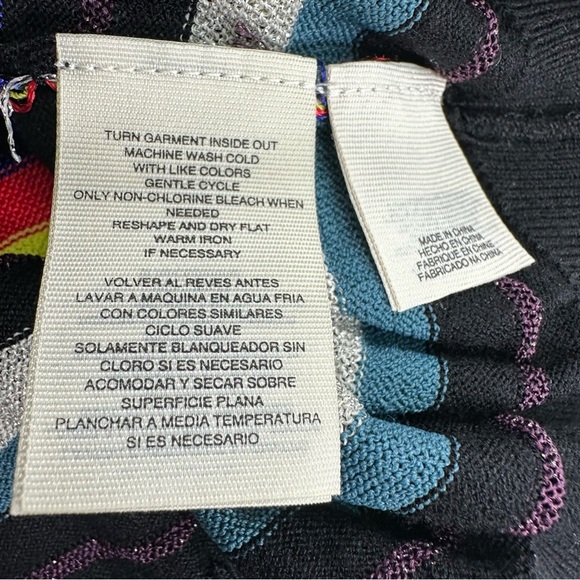 TURN GARMENT INSIDE OUT
MACHINE WASH COLD
WITH LIKE COLORS
GENTLE CYCLE
ONLY NON-CHLORINE BLEACH WHEN
NEEDED
RESHAPE AND DRY FLAT
WARM IRON
IF NECESSARY
VOLVER AL REVES ANTES
LAVAR A MAQUINA EN AGUA FRIA
CON COLORES SIMILARES
CICLO SUAVE
SOLAMENTE BLANQUEADOR SIN
CLORO SI ES NECESARIO
ACOMODAR Y SECAR SOBRE
SUPERFICIE PLANA
PLANCHAR A MEDIA TEMPERATURA
SI ES NECESARIO
MADE IN CHINA
HECHO EN CHINA
FABRIQUE EN CHINE
FABRICADO NA CHINA